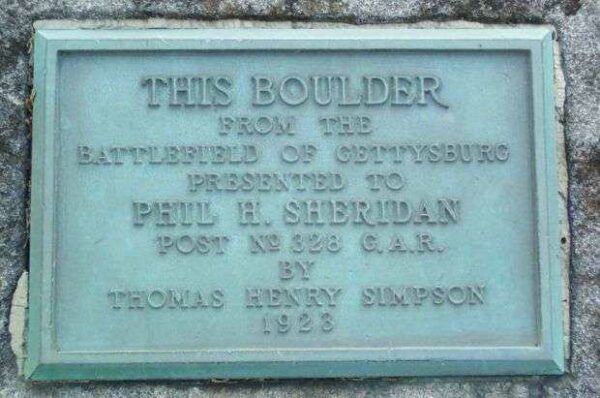 THIS BOULDER
FROM THE
BATTLEFIELD OF GETTYSBURG
PRESENTED TO
PHIL H. SHERIDAN
POST Nº 328 G.A.R.
BY
THOMAS HENRY SIMPSON
1923